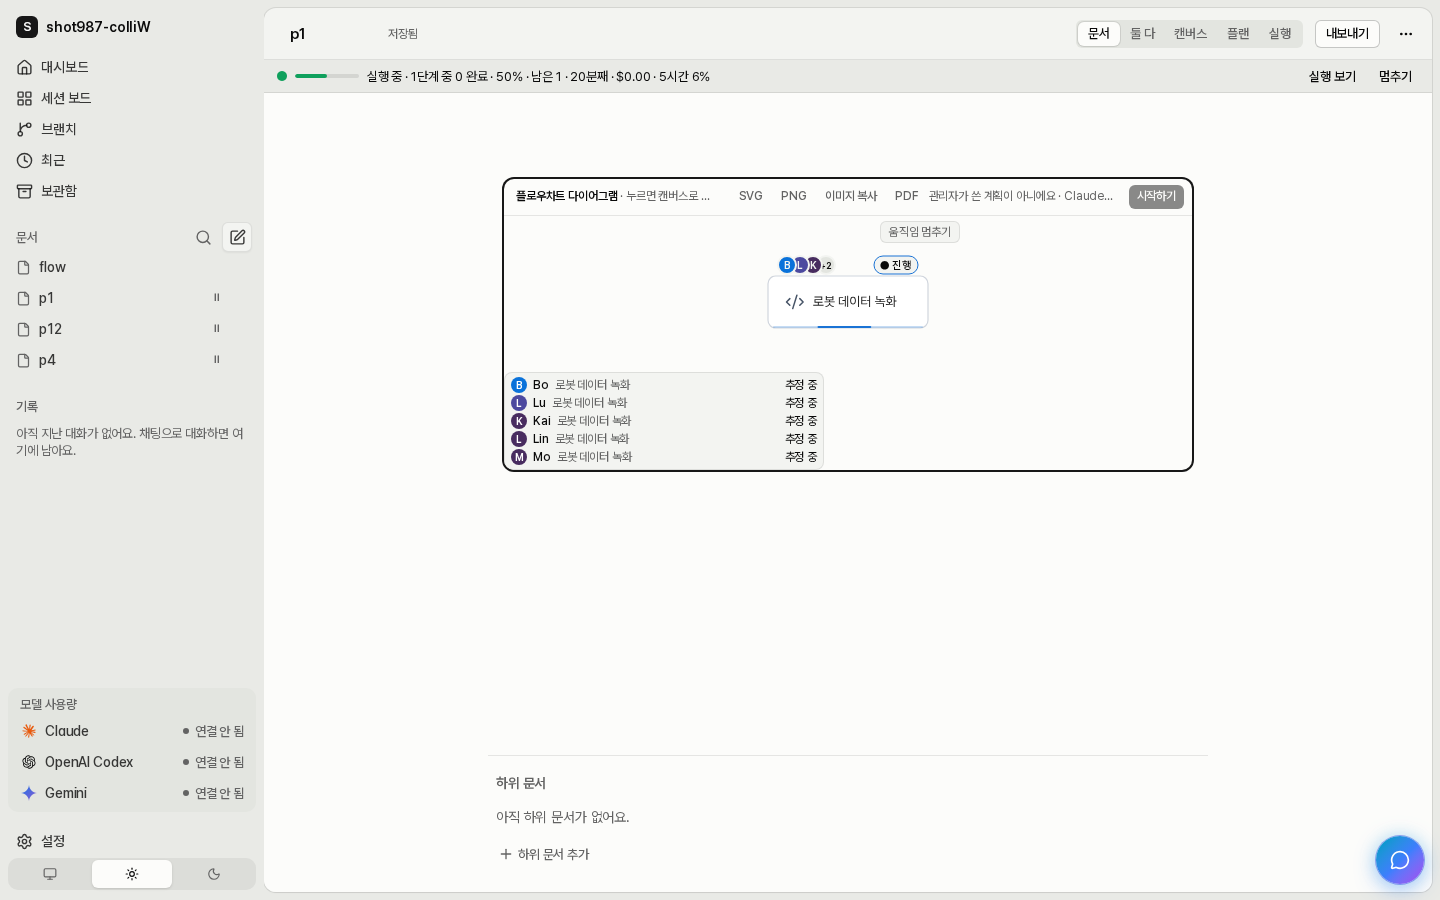 S shot987-colliW
대시보드
세션 보드
브랜치
최근
보관함
문서
flow
p1
p12
p4
기록
아직 지난 대화가 없어요. 채팅으로 대화하면 여
기에 남아요.
모델 사용량
Claude 연결 안 됨
OpenAI Codex 연결 안 됨
Gemini 연결 안 됨
설정
p1 저장됨 문서 둘 다 캔버스 플랜 실행 내보내기
실행 중 · 1단계 중 0 완료 · 50% · 남은 1 · 20분째 · $0.00 · 5시간 6% 실행 보기 멈추기
플로우차트 다이어그램 · 누르면 캔버스로 ... SVG PNG 이미지 복사 PDF 관리자가 쓴 계획이 아니에요 · Claude... 시작하기
움직임 멈추기
B L K +2 진행
로봇 데이터 녹화
B Bo 로봇 데이터 녹화 추정 중
L Lu 로봇 데이터 녹화 추정 중
K Kai 로봇 데이터 녹화 추정 중
L Lin 로봇 데이터 녹화 추정 중
M Mo 로봇 데이터 녹화 추정 중
하위 문서
아직 하위 문서가 없어요.
하위 문서 추가